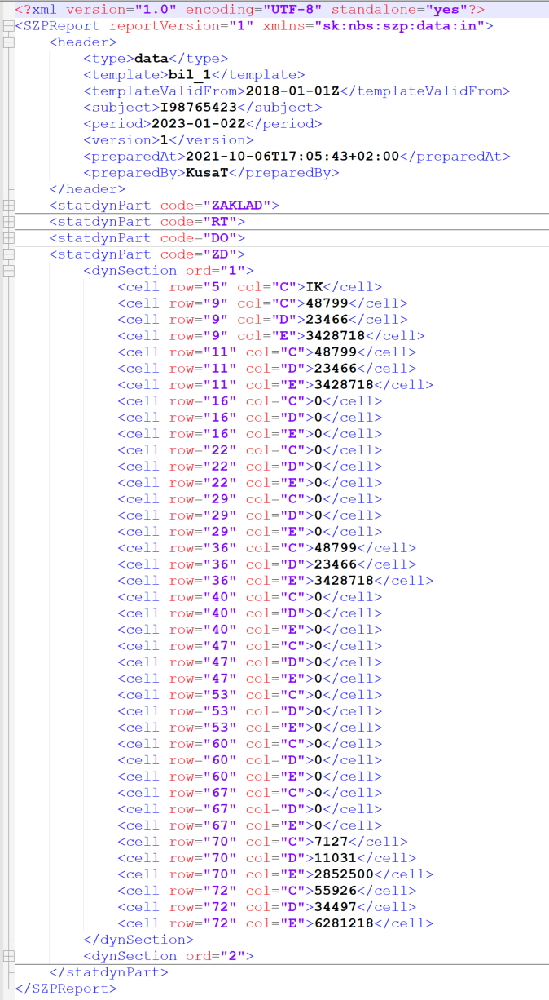 <?xml version="1.0" encoding="UTF-8" standalone="yes"?>
<SZPReport reportVersion="1" xmlns="sk:nbs:szp:data:in">
<header>
<type>data</type>
<template>bil_1</template>
<templateValidFrom>2018-01-01Z</templateValidFrom>
<subject>I98765423</subject>
<period>2023-01-02Z</period>
<version>1</version>
<preparedAt>2021-10-06T17:05:43+02:00</preparedAt>
<preparedBy>KusaT</preparedBy>
</header>
<statdynPart code="ZAKLAD">
<statdynPart code="RT">
<statdynPart code="DO">
<statdynPart code="ZD">
<dynSection ord="1">
<cell row="5" col="C">IK</cell>
<cell row="9" col="C">48799</cell>
<cell row="9" col="D">23466</cell>
<cell row="9" col="E">3428718</cell>
<cell row="11" col="C">48799</cell>
<cell row="11" col="D">23466</cell>
<cell row="11" col="E">3428718</cell>
<cell row="16" col="C">0</cell>
<cell row="16" col="D">0</cell>
<cell row="16" col="E">0</cell>
<cell row="22" col="C">0</cell>
<cell row="22" col="D">0</cell>
<cell row="22" col="E">0</cell>
<cell row="29" col="C">0</cell>
<cell row="29" col="D">0</cell>
<cell row="29" col="E">0</cell>
<cell row="36" col="C">48799</cell>
<cell row="36" col="D">23466</cell>
<cell row="36" col="E">3428718</cell>
<cell row="40" col="C">0</cell>
<cell row="40" col="D">0</cell>
<cell row="40" col="E">0</cell>
<cell row="47" col="C">0</cell>
<cell row="47" col="D">0</cell>
<cell row="47" col="E">0</cell>
<cell row="53" col="C">0</cell>
<cell row="53" col="D">0</cell>
<cell row="53" col="E">0</cell>
<cell row="60" col="C">0</cell>
<cell row="60" col="D">0</cell>
<cell row="60" col="E">0</cell>
<cell row="67" col="C">0</cell>
<cell row="67" col="D">0</cell>
<cell row="67" col="E">0</cell>
<cell row="70" col="C">7127</cell>
<cell row="70" col="D">11031</cell>
<cell row="70" col="E">2852500</cell>
<cell row="72" col="C">55926</cell>
<cell row="72" col="D">34497</cell>
<cell row="72" col="E">6281218</cell>
</dynSection>
<dynSection ord="2">
</statdynPart>
</SZPReport>